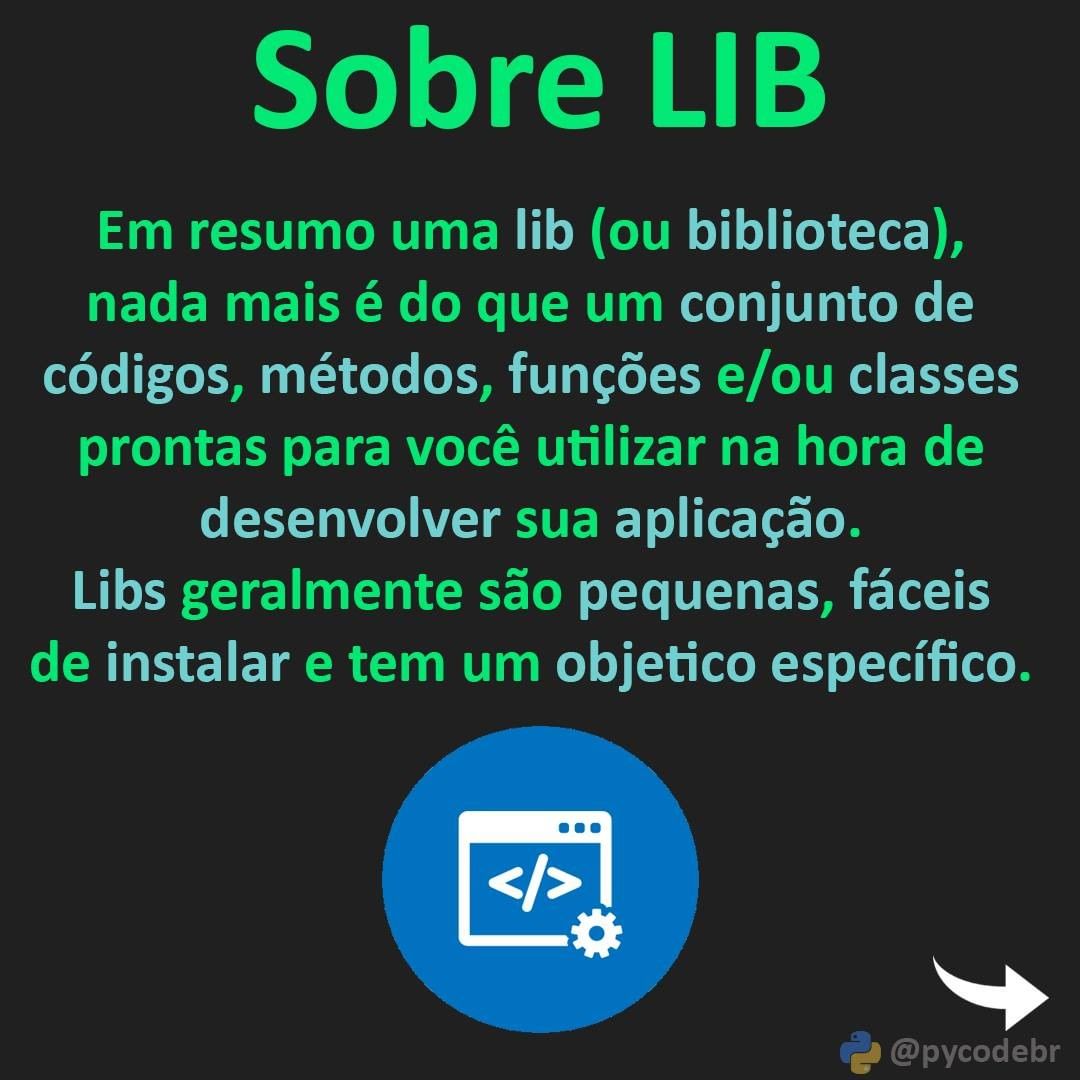 Sobre LIB
Em resumo uma lib (ou biblioteca),
nada mais é do que um conjunto de
códigos, métodos, funções e/ou classes
prontas para você utilizar na hora de
desenvolver sua aplicação.
Libs geralmente são pequenas, fáceis
de instalar e tem um objetico específico.
</>
@pycodebr